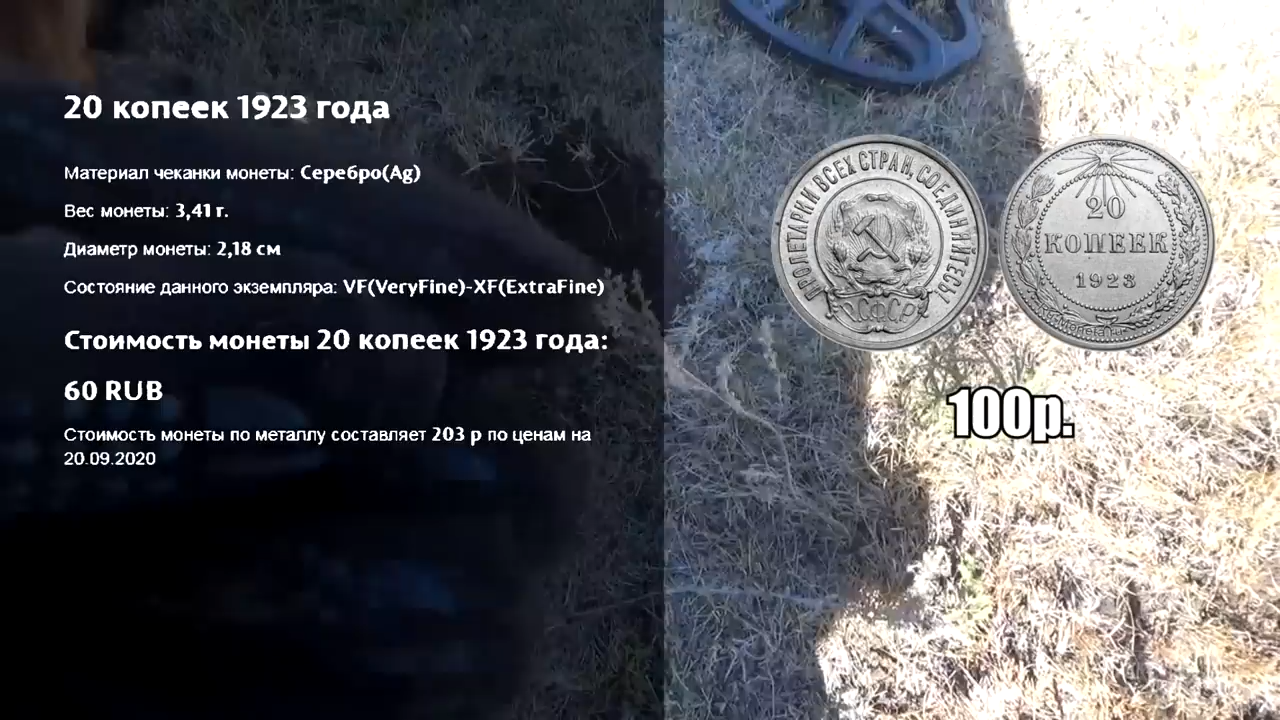 20 копеек 1923 года
Материал чеканки монеты: Серебро(Ag)
Вес монеты: 3,41 г.
Диаметр монеты: 2,18 см
Состояние данного экземпляра: VF(VeryFine)-XF(ExtraFine)
Стоимость монеты 20 копеек 1923 года:
60 RUB
Стоимость монеты по металлу составляет 203 р по ценам на
20.09.2020
ПРОЛЕТАРИИ ВСЕХ СТРАН, СОЕДИНЯЙТЕСЬ!
РСФСР
20
КОПЕЕК
1923
100р.